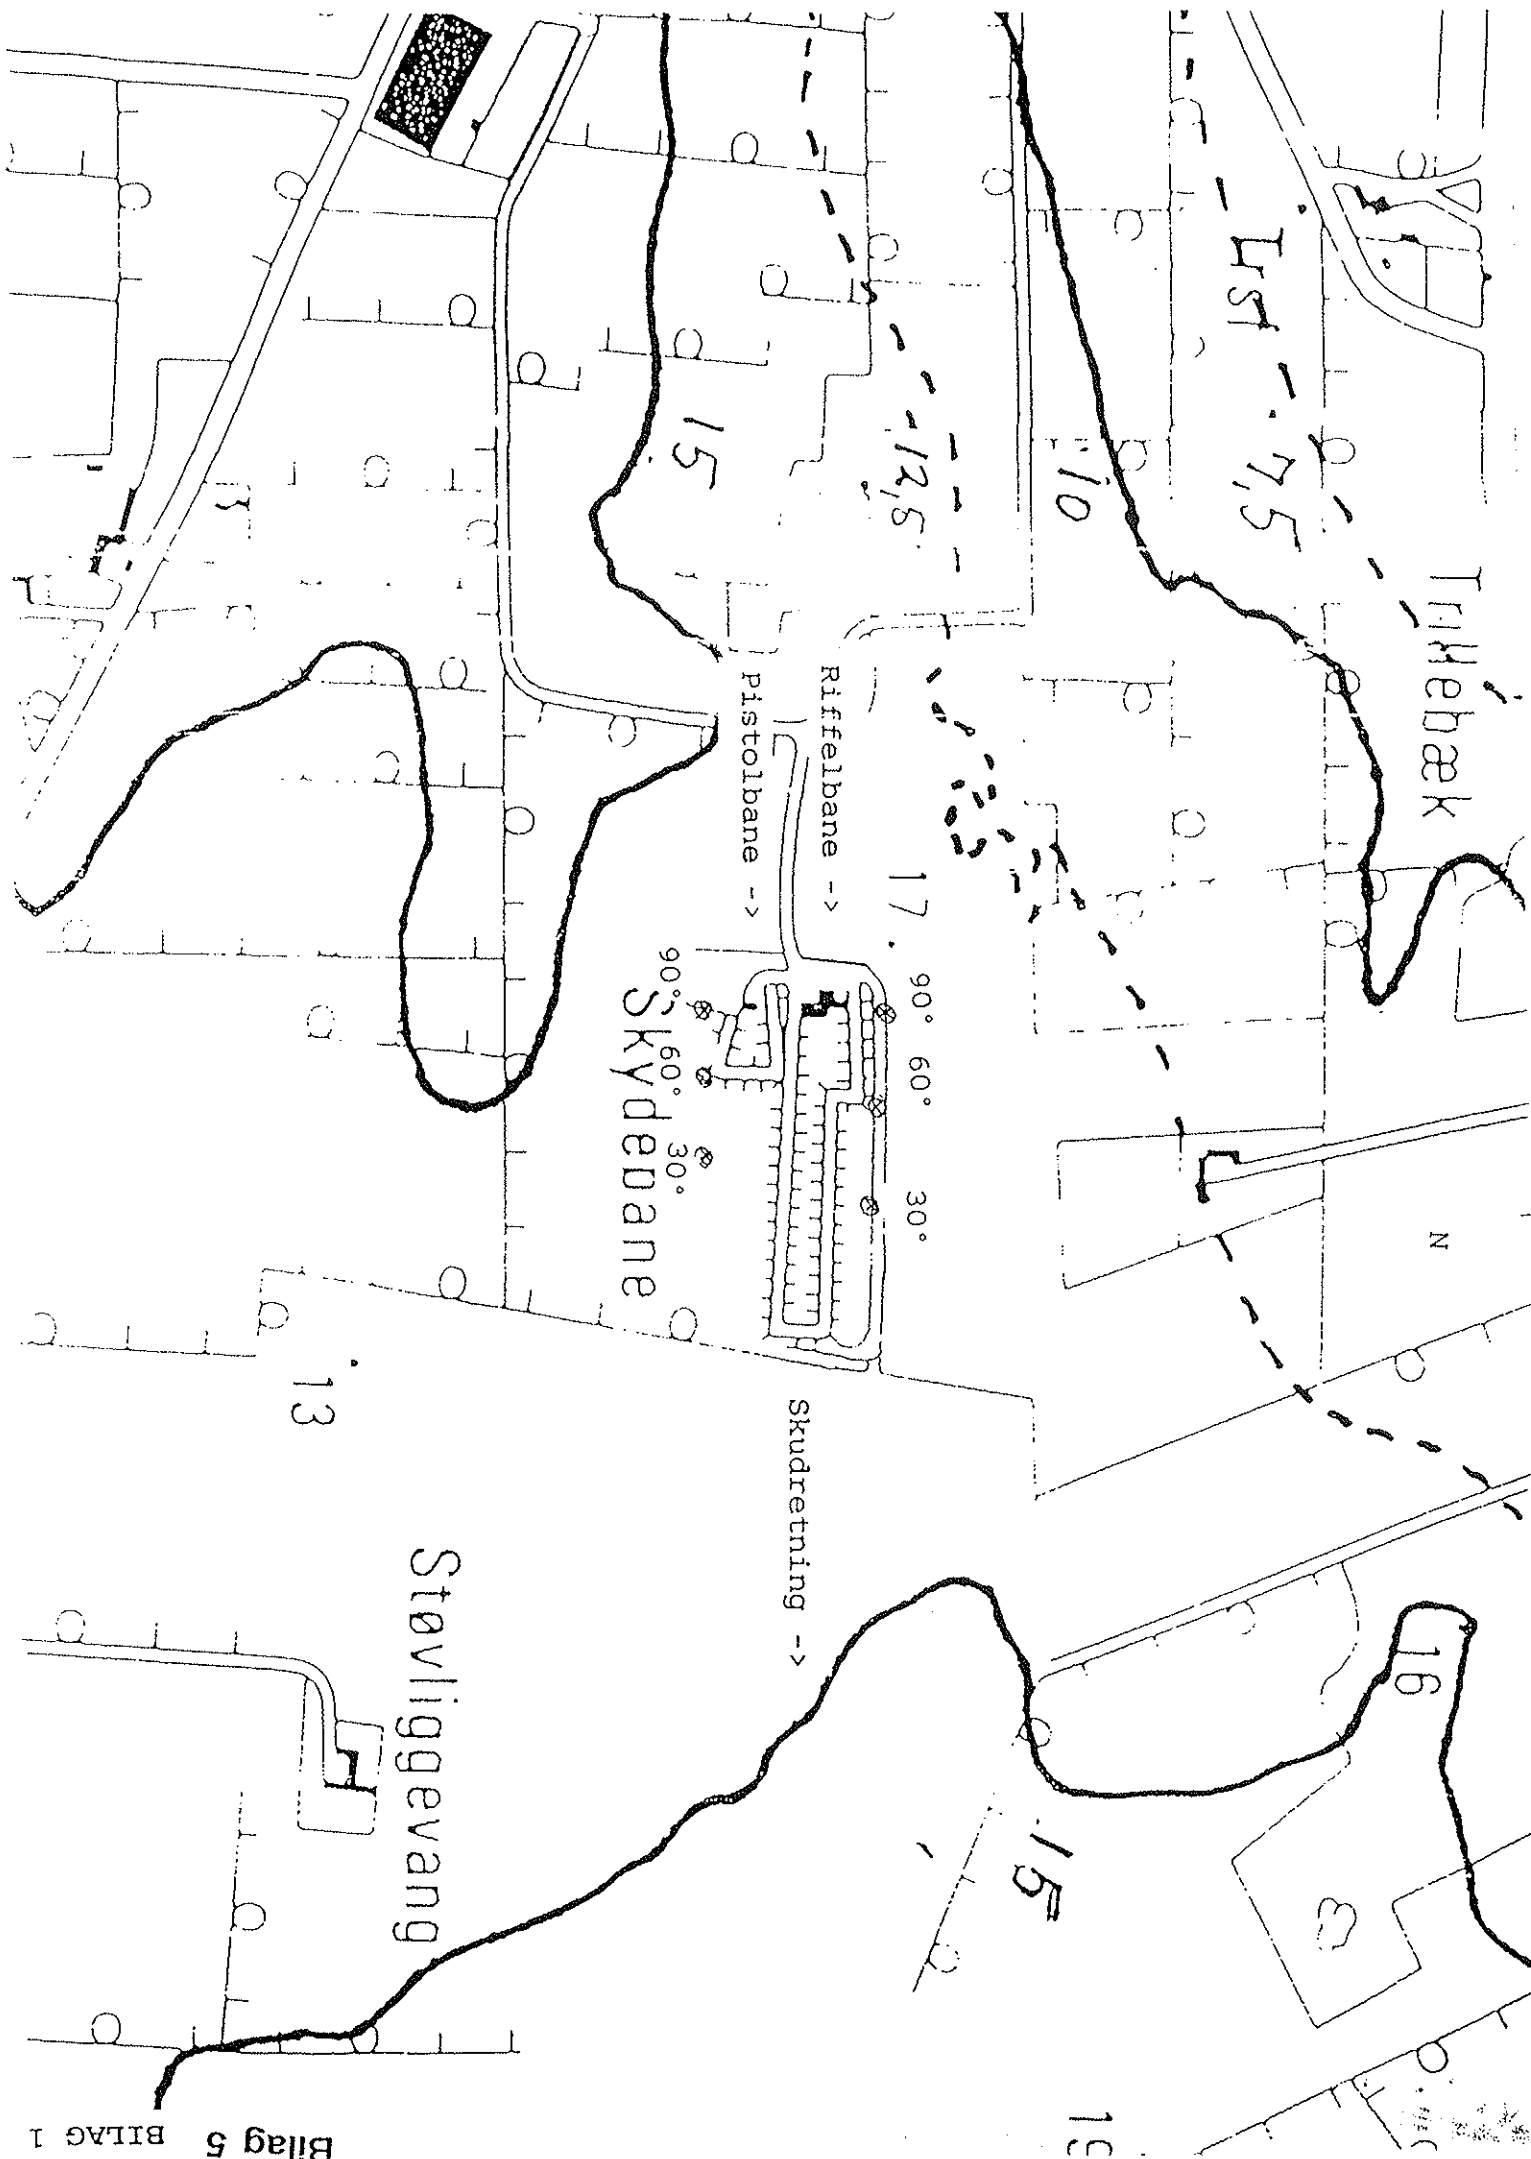 15
12,5
10
7,5
Pistolbane ->
Riffelbane ->
17.
90°
60°
30°
90°
60°
30°
Skydebane
N
13
Skudretning ->
Støvliggevang
16
15
Bilag 5
BILAG 1